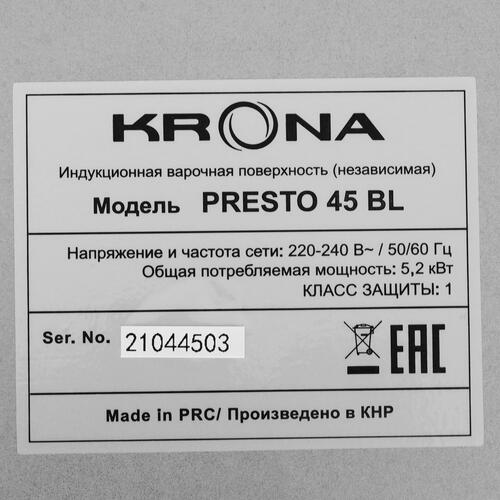 KRONA
Индукционная варочная поверхность (независимая)
Модель PRESTO 45 BL
Напряжение и частота сети: 220-240 В~ / 50/60 Гц
Общая потребляемая мощность: 5,2 кВт
КЛАСС ЗАЩИТЫ: 1
Ser. No. 21044503
EAC
Made in PRC/ Произведено в КНР